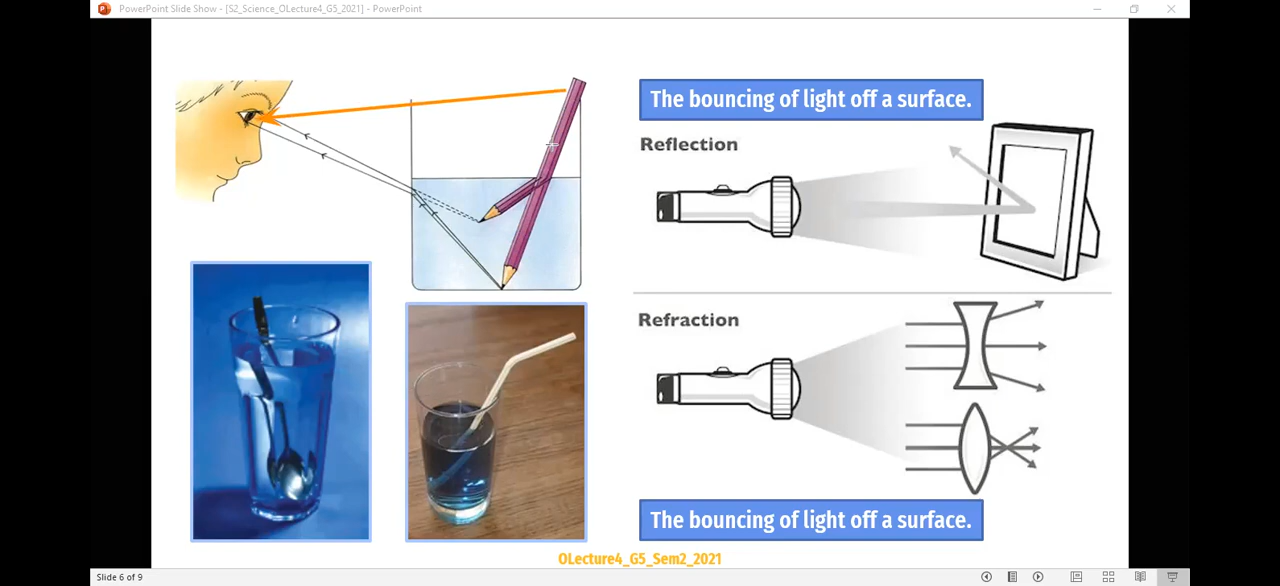 PowerPoint Slide Show - [S2_Science_OLecture4_G5_2021] - PowerPoint
The bouncing of light off a surface.
Reflection
Refraction
The bouncing of light off a surface.
OLecture4_G5_Sem2_2021
Slide 6 of 9